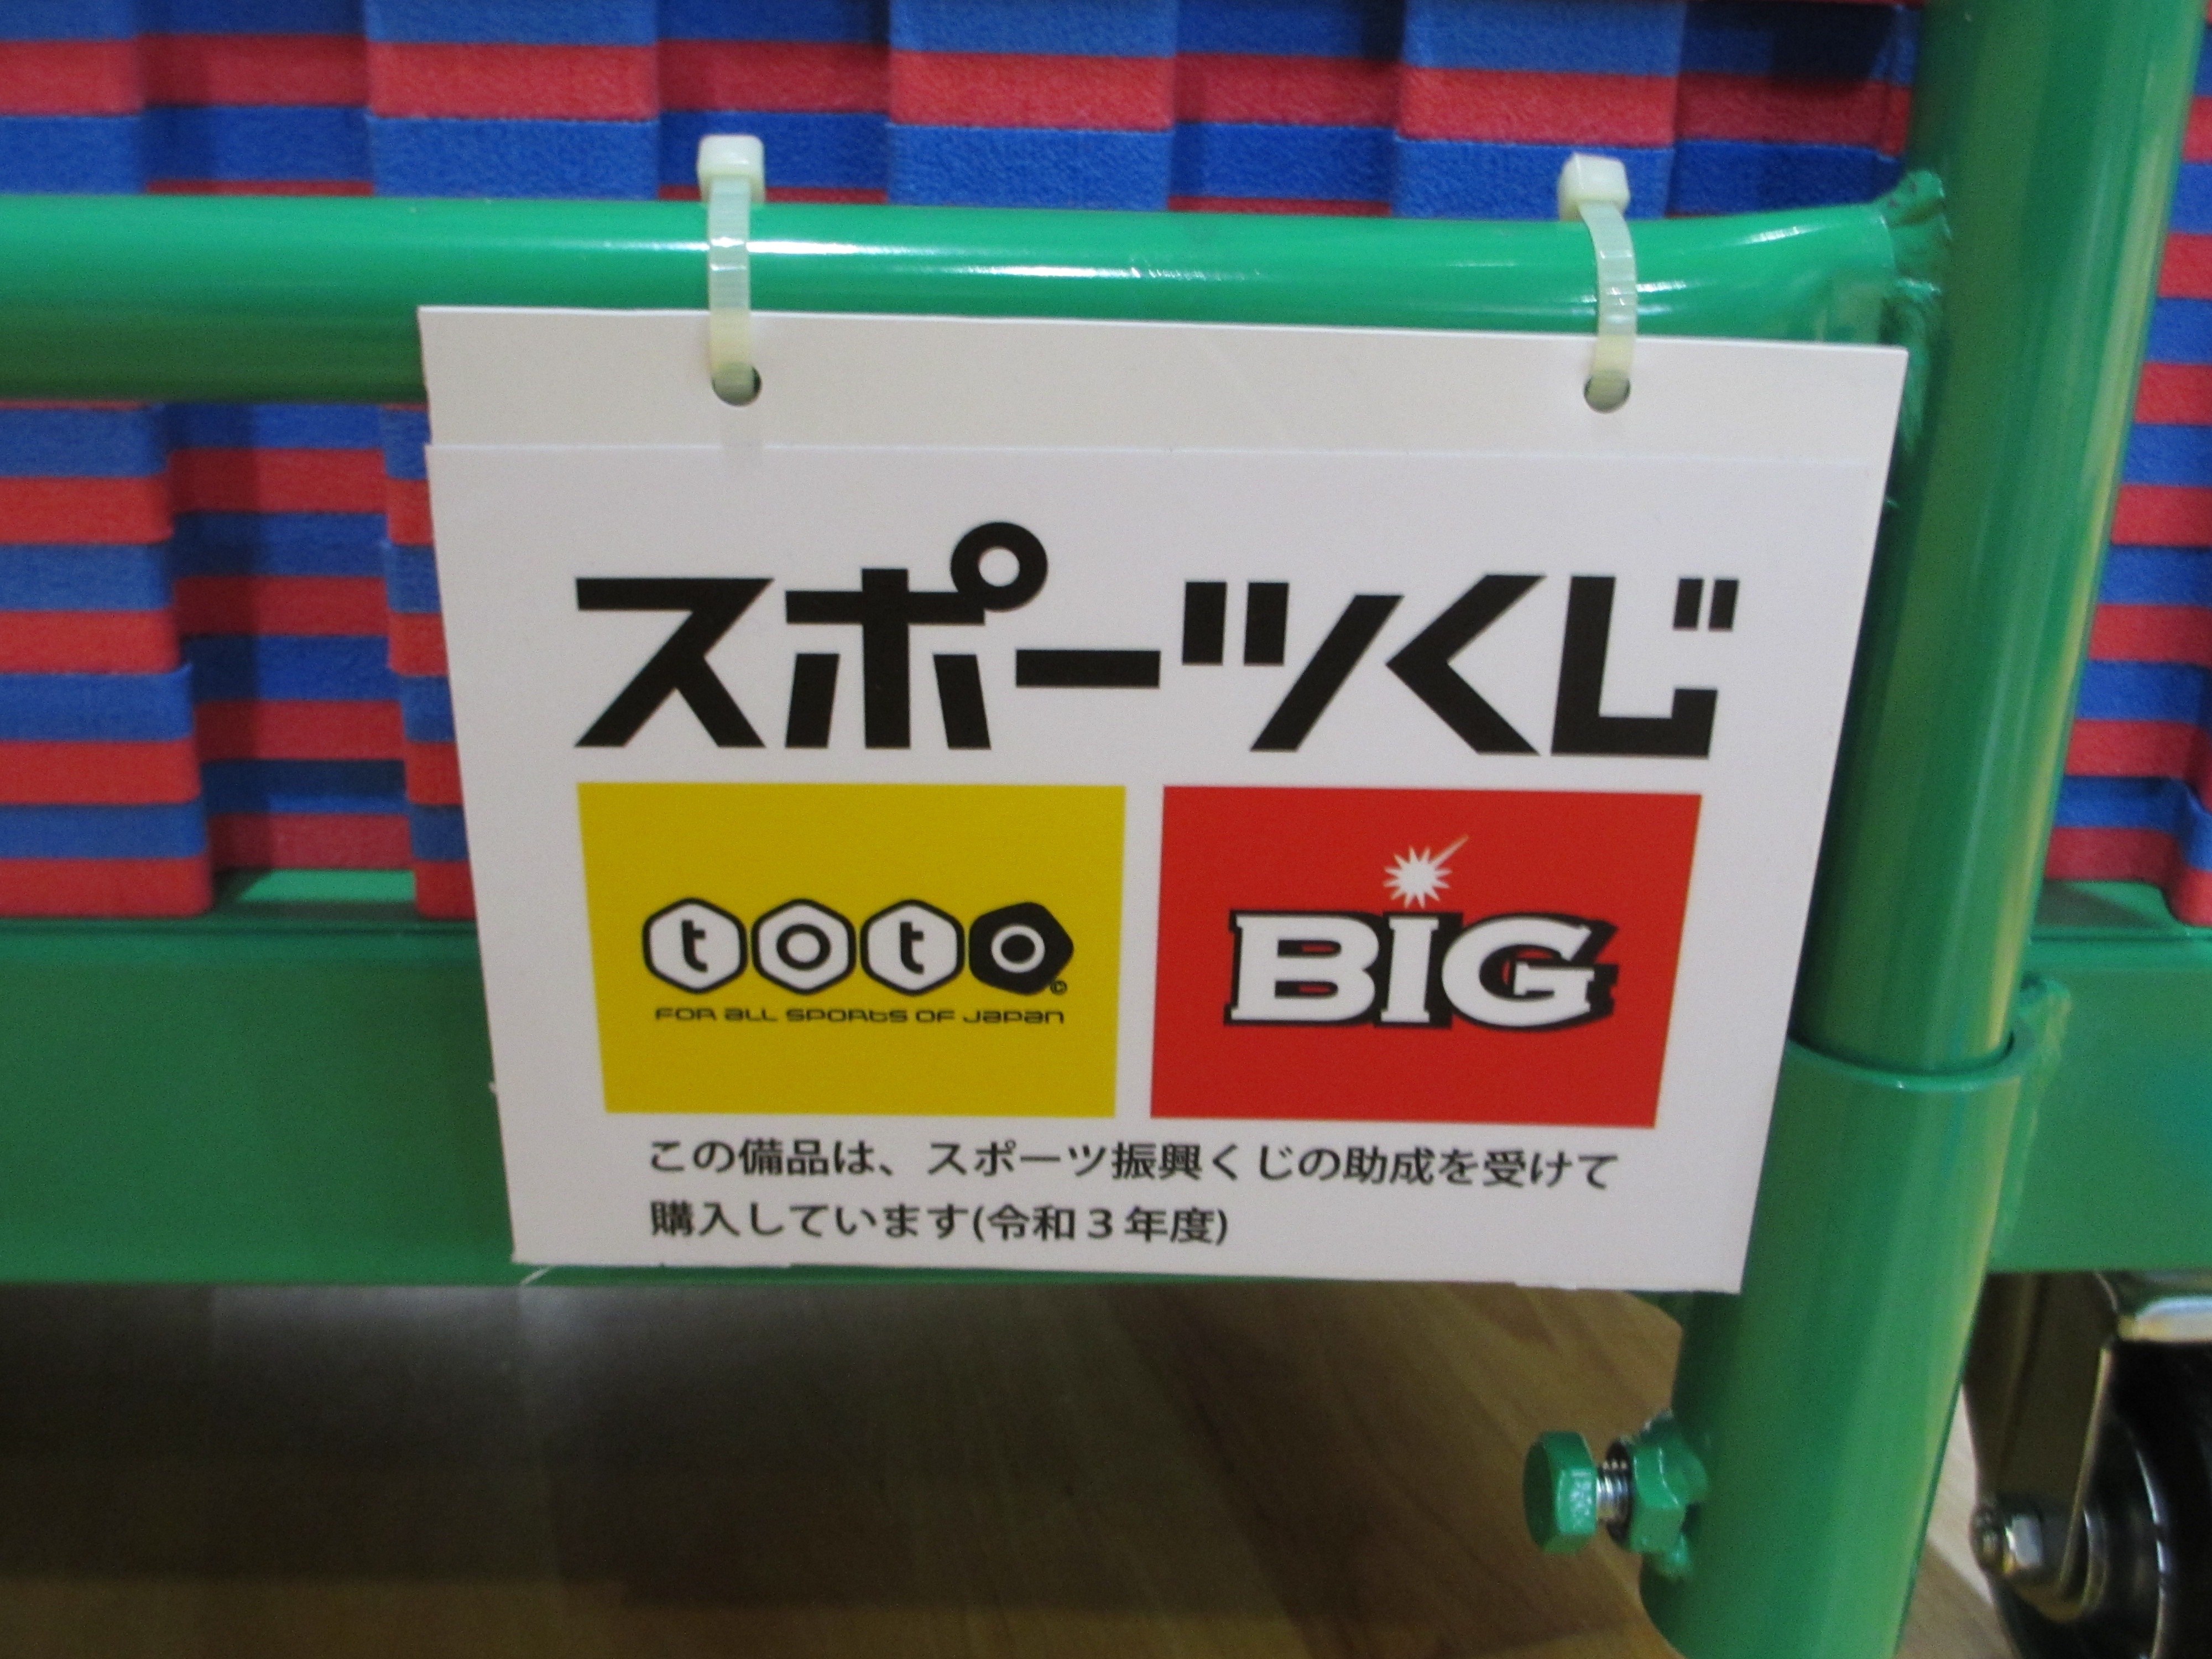 スポーツくじ
toto
©
FOR ALL SPORTS OF JAPAN
BIG
この備品は、スポーツ振興くじの助成を受けて
購入しています(令和３年度)